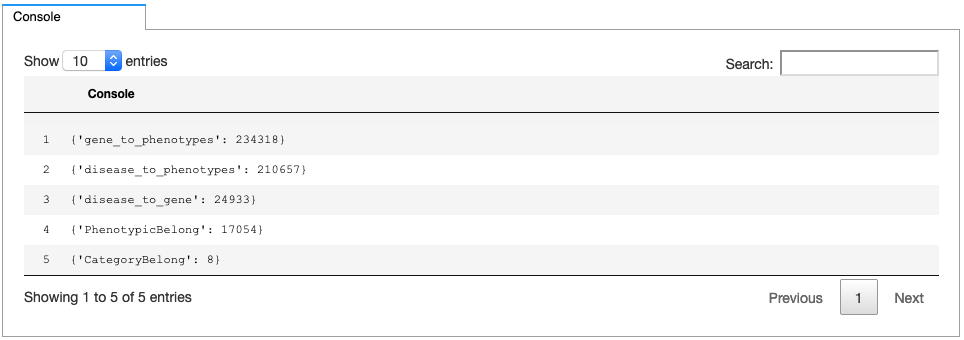 Console
Show 10 entries
Search:
Console
1 {'gene_to_phenotypes': 234318}
2 {'disease_to_phenotypes': 210657}
3 {'disease_to_gene': 24933}
4 {'PhenotypicBelong': 17054}
5 {'CategoryBelong': 8}
Showing 1 to 5 of 5 entries
Previous 1 Next